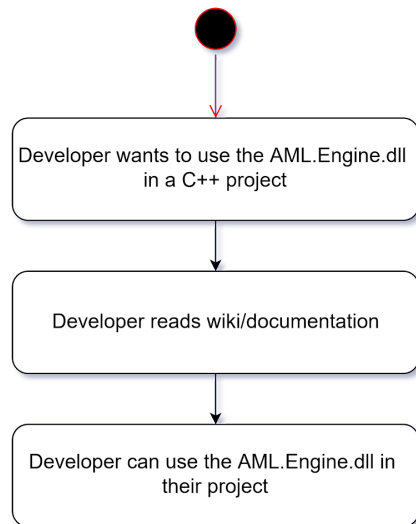 Developer wants to use the AML.Engine.dll
in a C++ project
Developer reads wiki/documentation
Developer can use the AML.Engine.dll in
their project